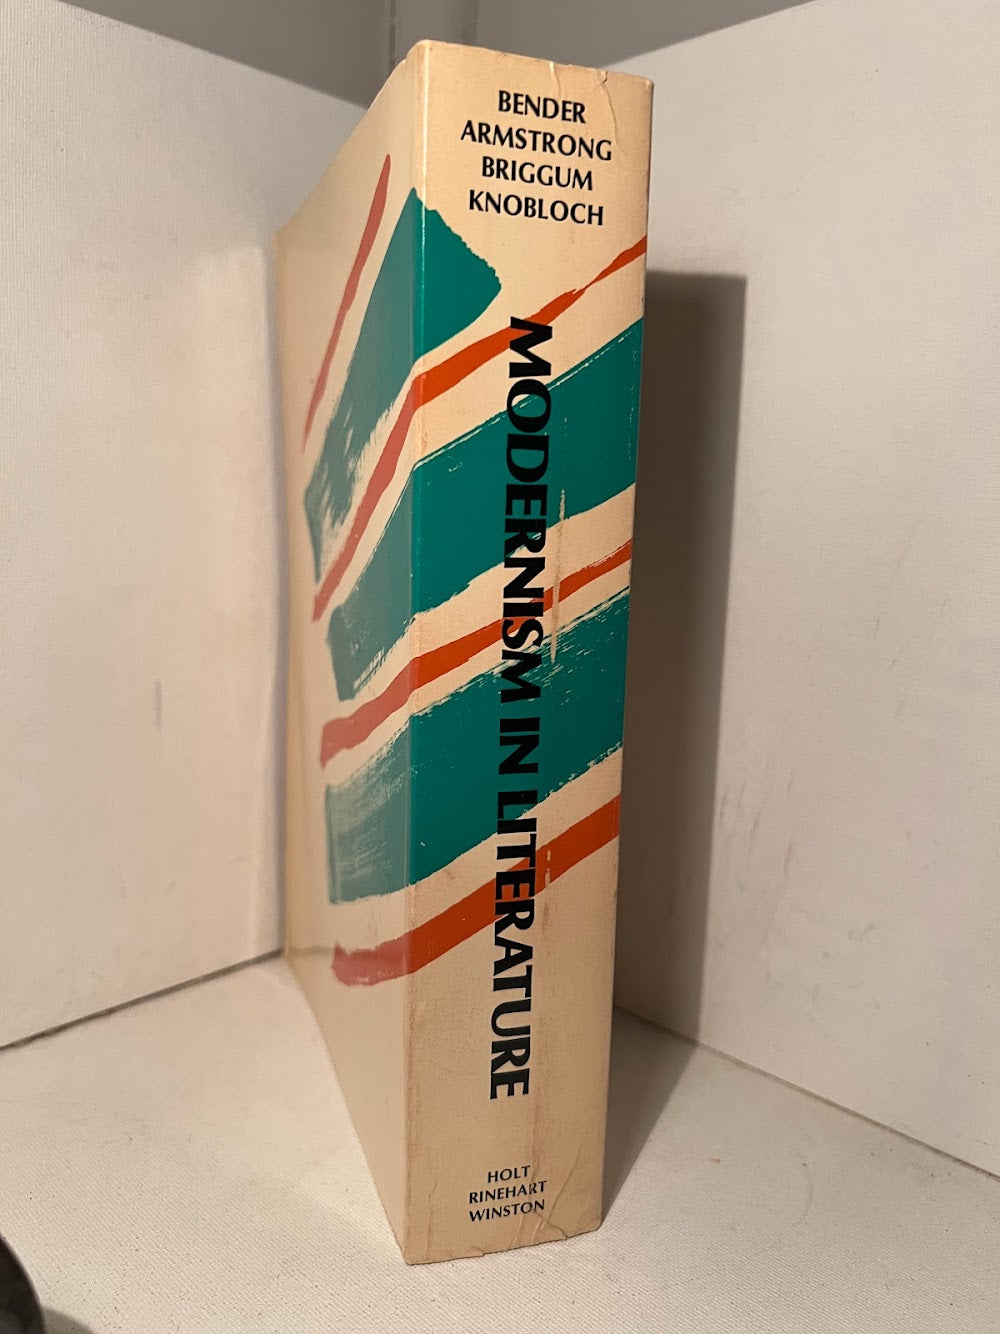 BENDER
ARMSTRONG
BRIGGUM
KNOBLOCH
MODERNISM IN LITERATURE
HOLT
RINEHART
WINSTON